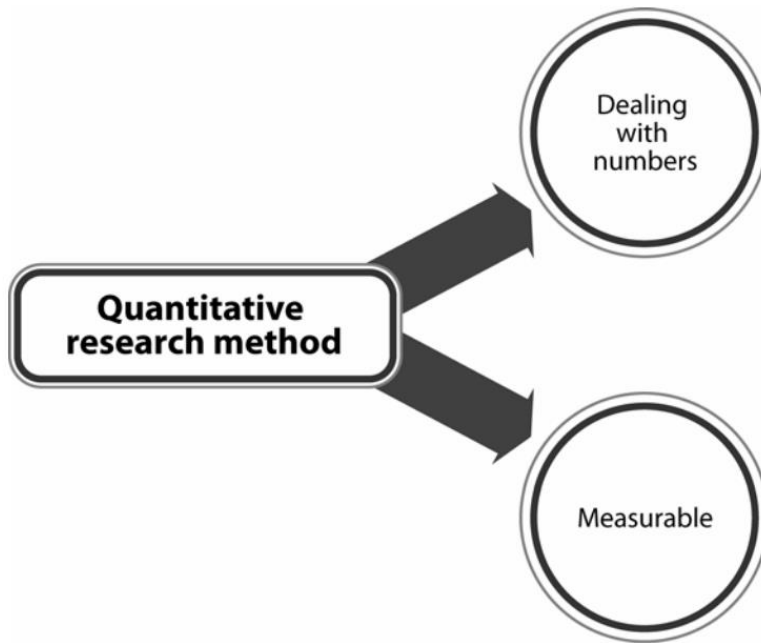 Dealing
with
numbers
Quantitative
research method
Measurable